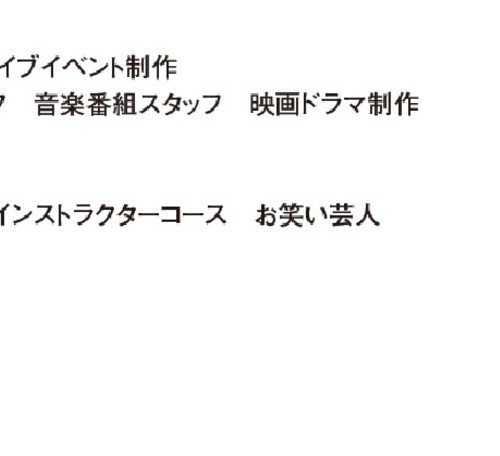 イブイベント制作
フ 音楽番組スタッフ 映画ドラマ制作
インストラクターコース お笑い芸人